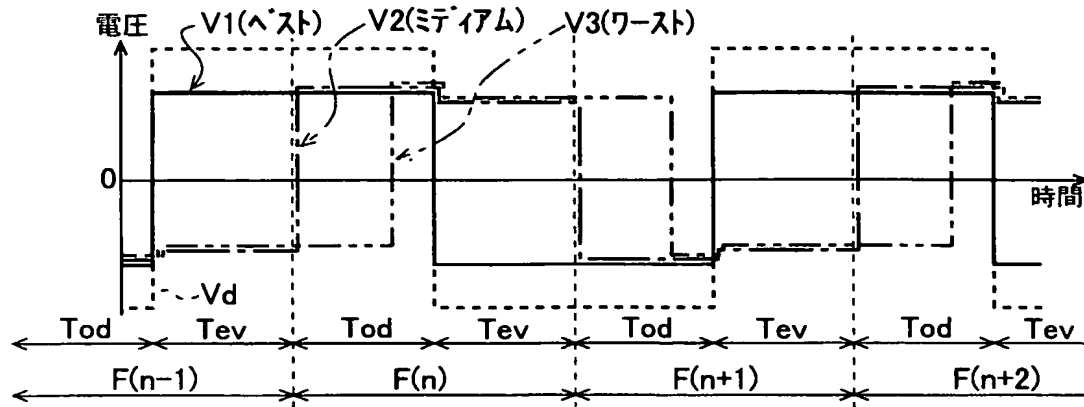 電圧
V1(ベスト)
V2(ミディアム)
V3(ワースト)
0
時間
Vd
Tod Tev Tod Tev Tod Tev Tod Tev
F(n-1) F(n) F(n+1) F(n+2)